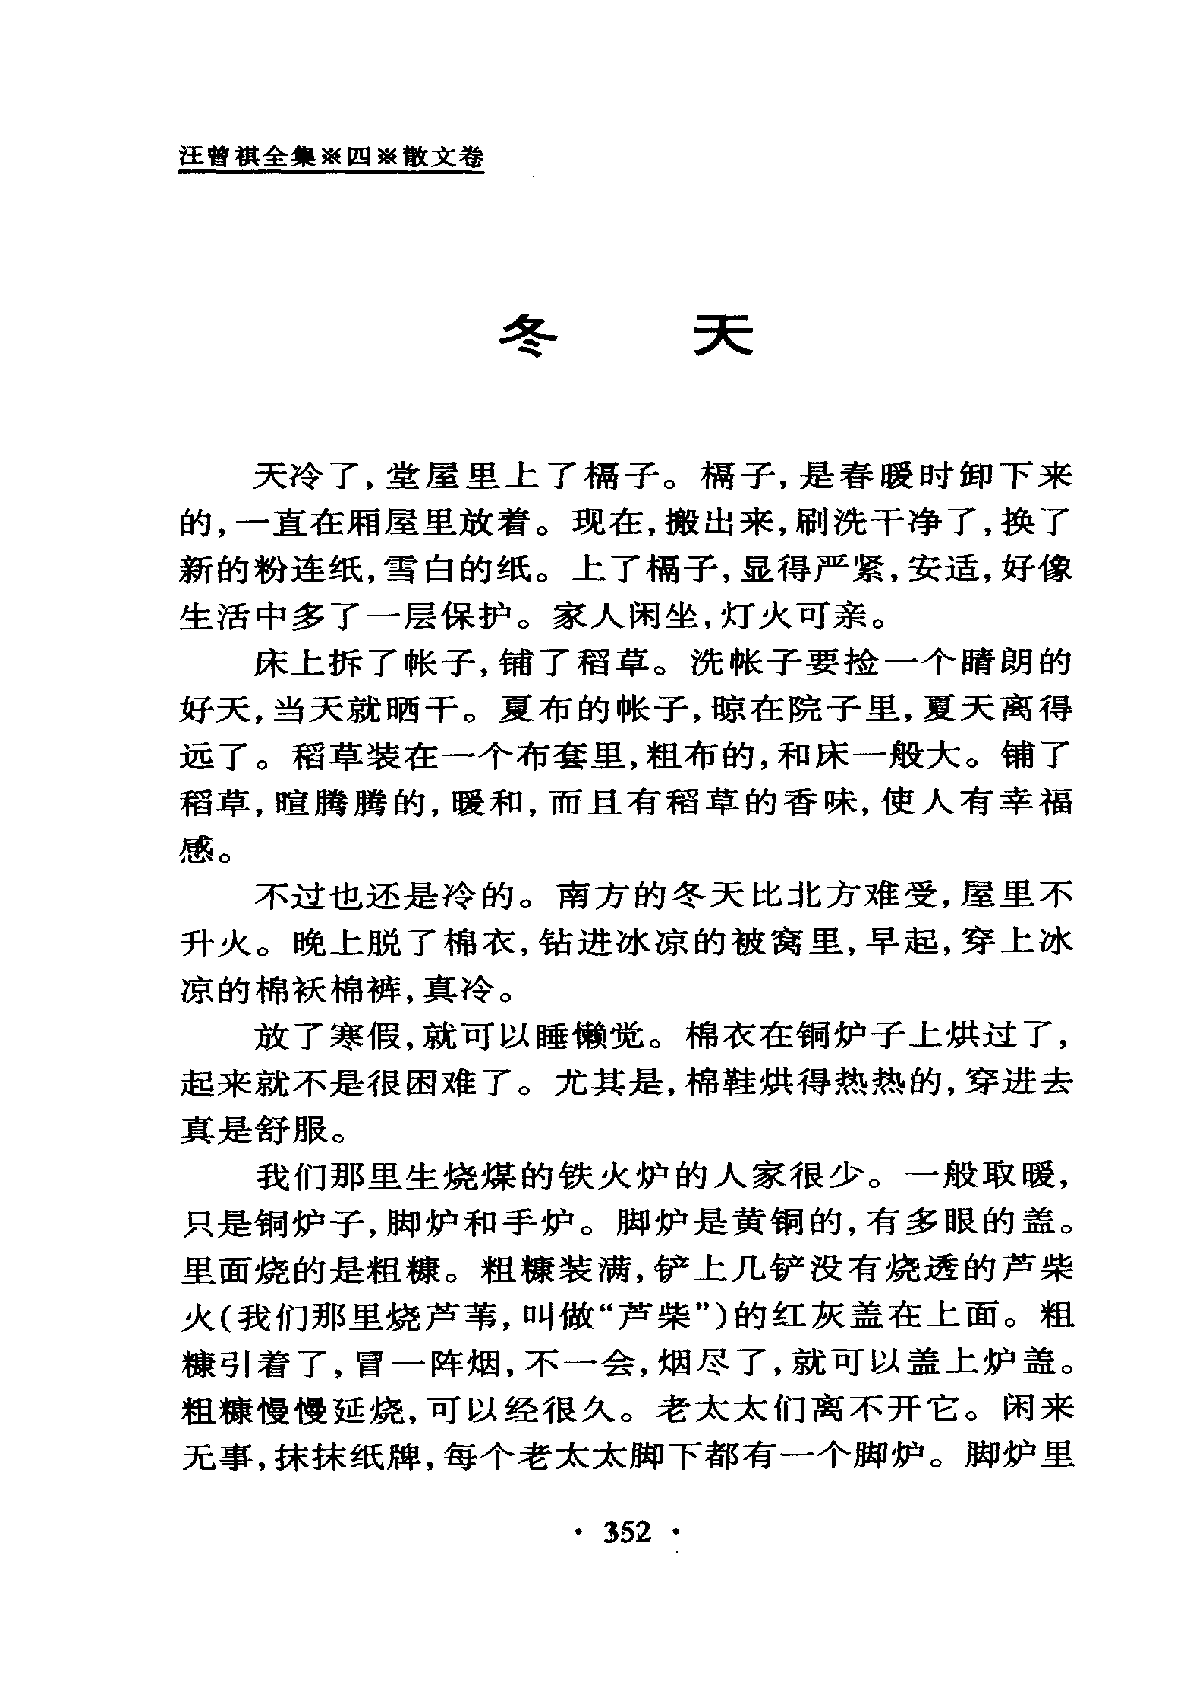 汪曾祺全集※四※散文卷
冬 天
天冷了,堂屋里上了槅子。槅子,是春暖时卸下来
的,一直在厢屋里放着。现在,搬出来,刷洗干净了,换了
新的粉连纸,雪白的纸。上了槅子,显得严紧,安适,好像
生活中多了一层保护。家人闲坐,灯火可亲。
床上拆了帐子,铺了稻草。洗帐子要捡一个晴朗的
好天,当天就晒干。夏布的帐子,晾在院子里,夏天离得
远了。稻草装在一个布套里,粗布的,和床一般大。铺了
稻草,暄腾腾的,暖和,而且有稻草的香味,使人有幸福
感。
不过也还是冷的。南方的冬天比北方难受,屋里不
升火。晚上脱了棉衣,钻进冰凉的被窝里,早起,穿上冰
凉的棉袄棉裤,真冷。
放了寒假,就可以睡懒觉。棉衣在铜炉子上烘过了,
起来就不是很困难了。尤其是,棉鞋烘得热热的,穿进去
真是舒服。
我们那里生烧煤的铁火炉的人家很少。一般取暖,
只是铜炉子,脚炉和手炉。脚炉是黄铜的,有多眼的盖。
里面烧的是粗糠。粗糠装满,铲上几铲没有烧透的芦柴
火(我们那里烧芦苇,叫做“芦柴”)的红灰盖在上面。粗
糠引着了,冒一阵烟,不一会,烟尽了,就可以盖上炉盖。
粗糠慢慢延烧,可以经很久。老太太们离不开它。闲来
无事,抹抹纸牌,每个老太太脚下都有一个脚炉。脚炉里
· 352 ·